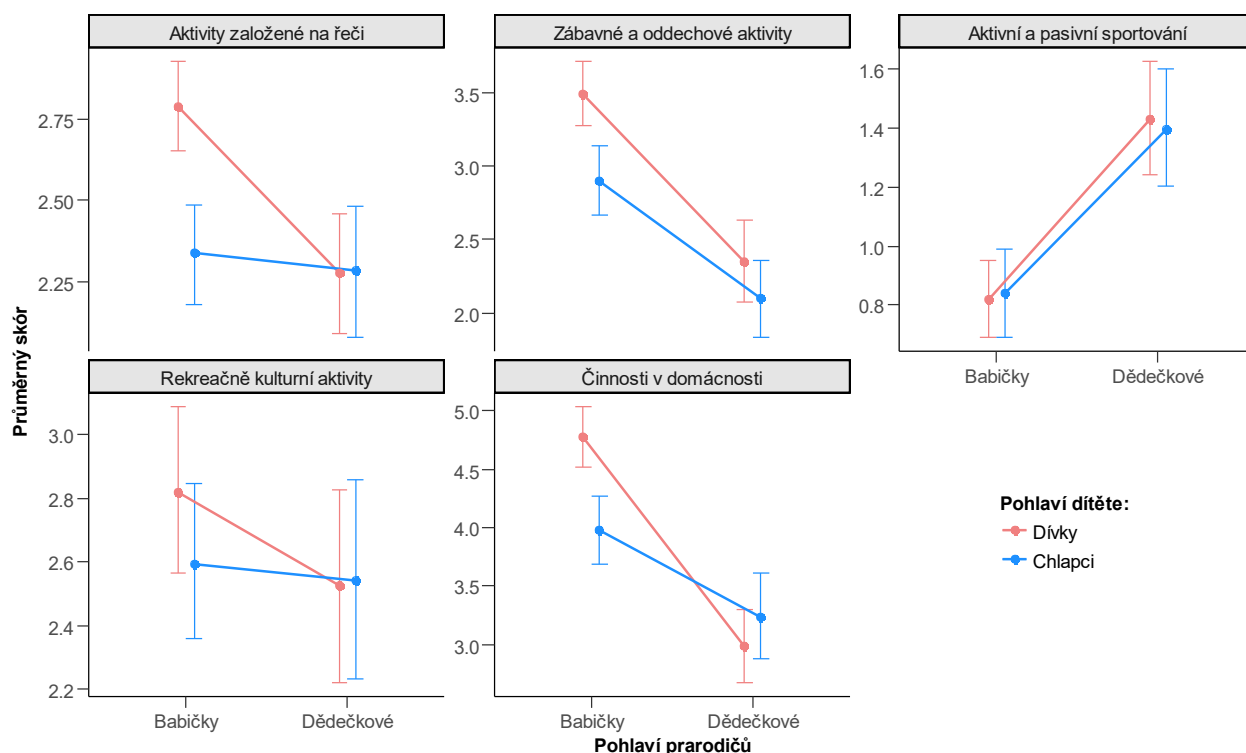 Aktivity založené na řeči
Zábavné a oddechové aktivity
Aktivní a pasivní sportování
2.75
2.50
2.25
3.5
3.0
2.5
2.0
1.6
1.4
1.2
1.0
0.8
Babičky
Dědečkové
Průměrný skór
Rekreačně kulturní aktivity
Činnosti v domácnosti
3.0
2.8
2.6
2.4
2.2
5.0
4.5
4.0
3.5
3.0
Babičky
Dědečkové
Babičky
Dědečkové
Pohlaví prarodičů
Pohlaví dítěte:
Dívky
Chlapci